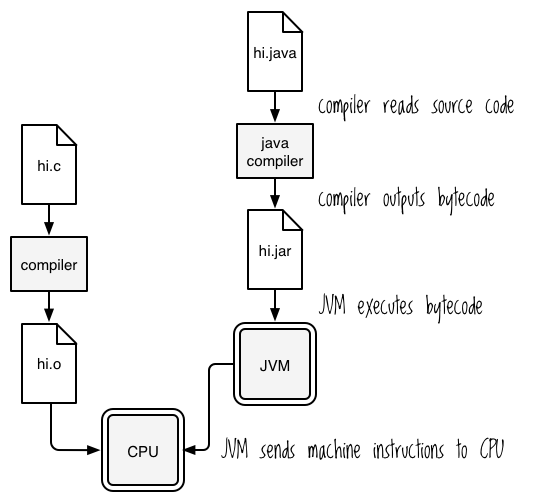 hi.java
compiler reads source code
java
compiler
hi.c
compiler outputs bytecode
hi.jar
compiler
JVM executes bytecode
hi.o
JVM
CPU
JVM sends machine instructions to CPU